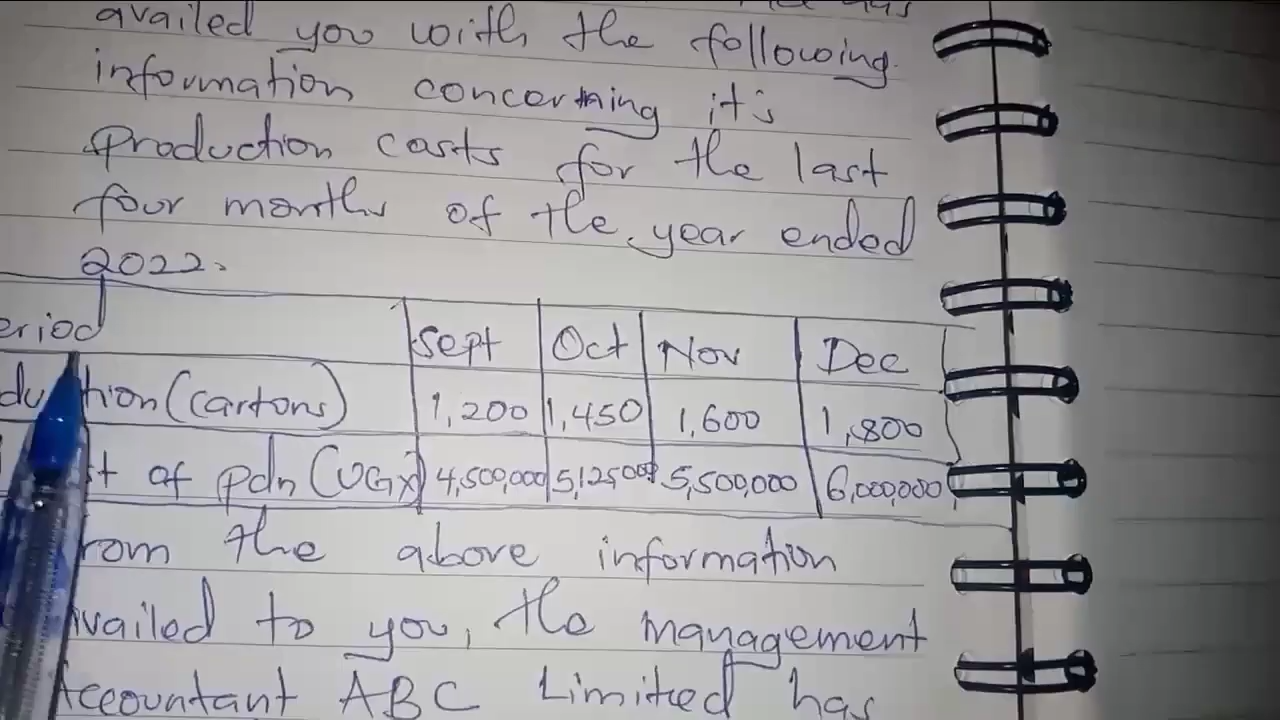 availed you with the following
information concerning it's
production costs for the last
four months of the year ended
2022.
eriod Sept Oct Nov Dec
duction (cartons) 1,200 1,450 1,600 1,800
st of pdn (UGX) 4,500,000 5,125,000 5,500,000 6,000,000
rom the above information
vailed to you, the management
Accountant ABC Limited has